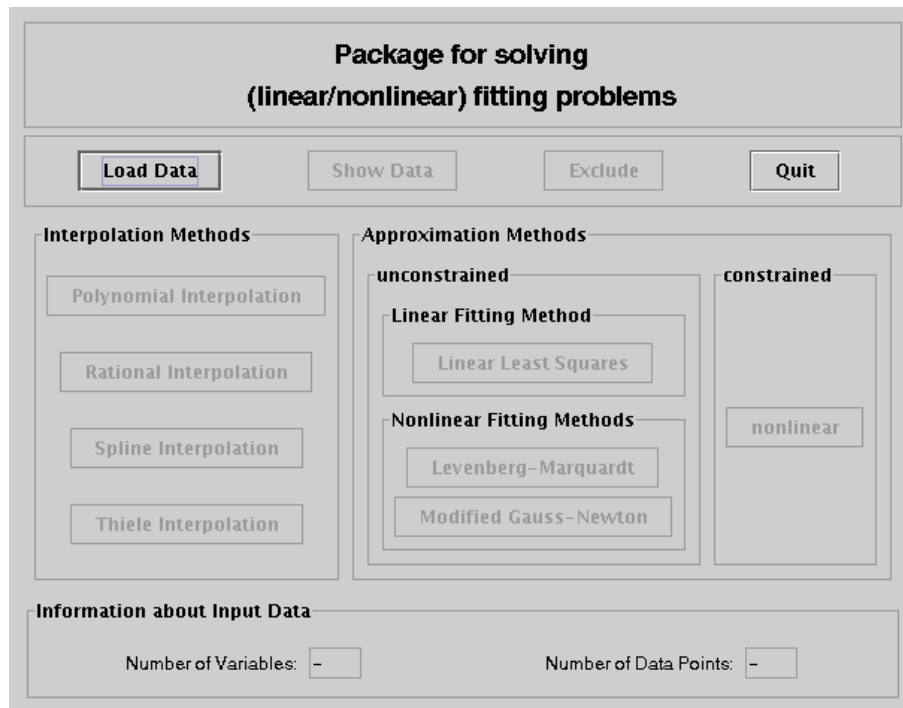 Package for solving
(linear/nonlinear) fitting problems
Load Data
Show Data
Exclude
Quit
Interpolation Methods
Polynomial Interpolation
Rational Interpolation
Spline Interpolation
Thiele Interpolation
Approximation Methods
unconstrained
Linear Fitting Method
Linear Least Squares
Nonlinear Fitting Methods
Levenberg-Marquardt
Modified Gauss-Newton
constrained
nonlinear
Information about Input Data
Number of Variables: -
Number of Data Points: -